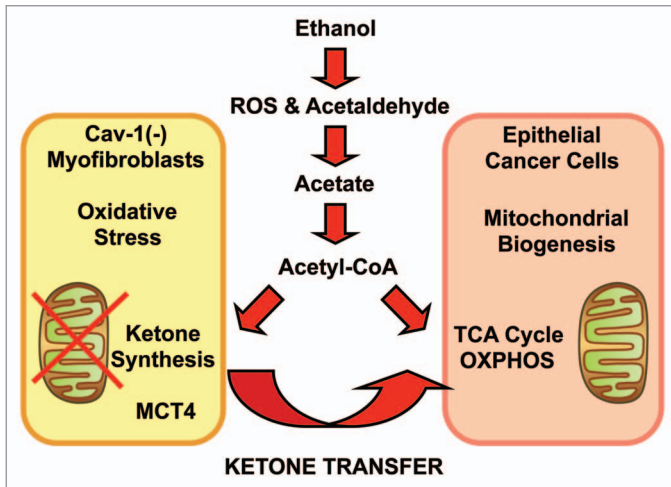 Ethanol
ROS & Acetaldehyde
Acetate
Acetyl-CoA
Cav-1(-)
Myofibroblasts
Oxidative
Stress
Ketone
Synthesis
MCT4
Epithelial
Cancer Cells
Mitochondrial
Biogenesis
TCA Cycle
OXPHOS
KETONE TRANSFER